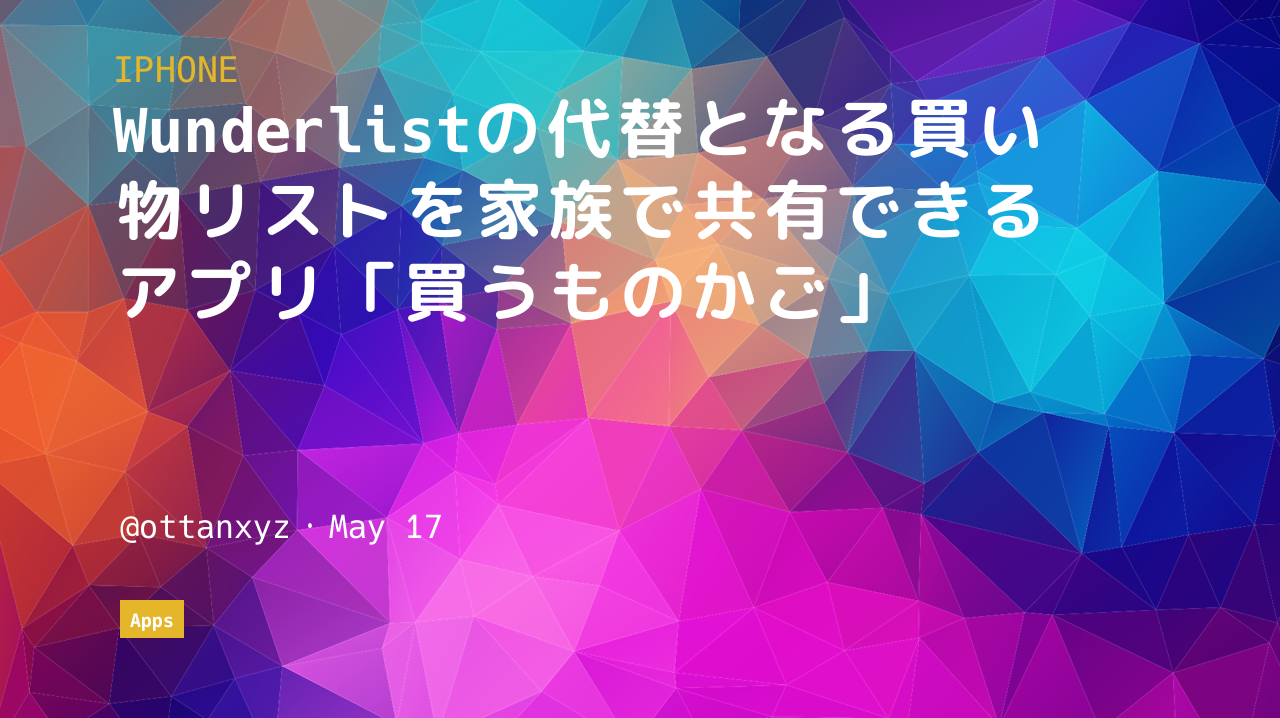 IPHONE
Wunderlistの代替となる買い
物リストを家族で共有できる
アプリ「買うものかご」
@ottanxyz · May 17
Apps